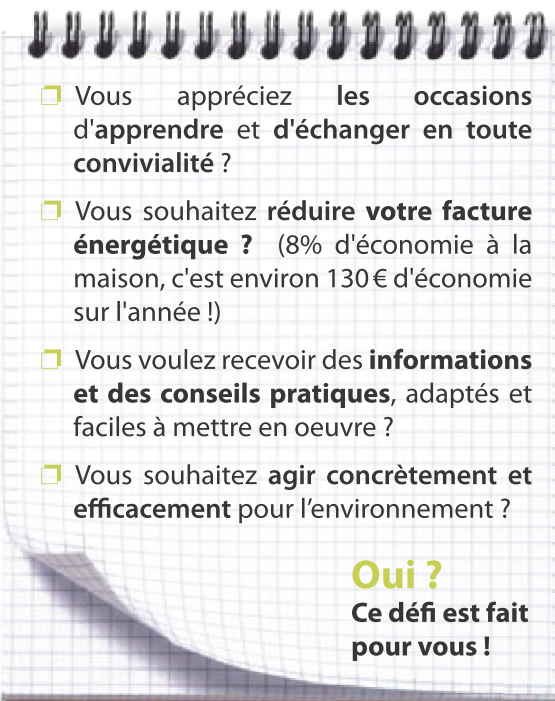 Vous appréciez les occasions
d'apprendre et d'échanger en toute
convivialité ?
Vous souhaitez réduire votre facture
énergétique ? (8% d'économie à la
maison, c'est environ 130 € d'économie
sur l'année !)
Vous voulez recevoir des informations
et des conseils pratiques, adaptés et
faciles à mettre en oeuvre ?
Vous souhaitez agir concrètement et
efficacement pour l’environnement ?
Oui ?
Ce défi est fait
pour vous !